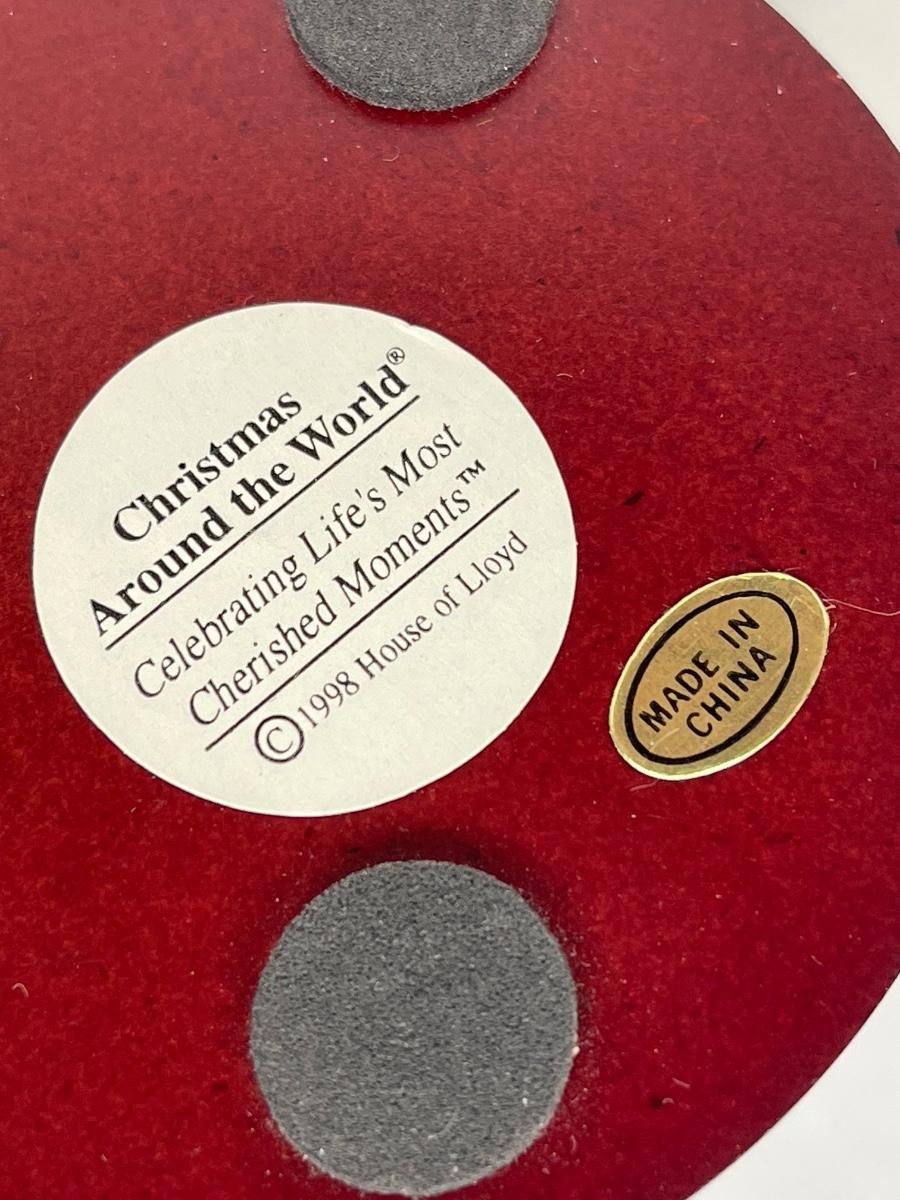 Christmas
Around the World®
Celebrating Life's Most
Cherished Moments™
©1998 House of Lloyd
MADE IN
CHINA